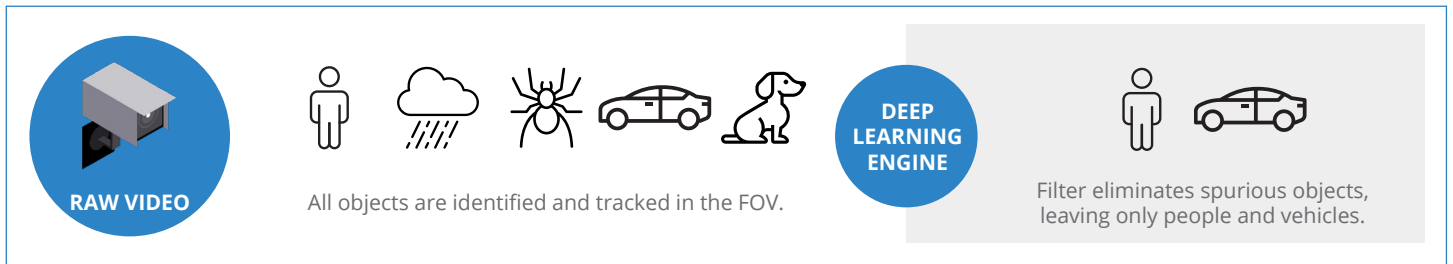 RAW VIDEO
All objects are identified and tracked in the FOV.
DEEP
LEARNING
ENGINE
Filter eliminates spurious objects,
leaving only people and vehicles.